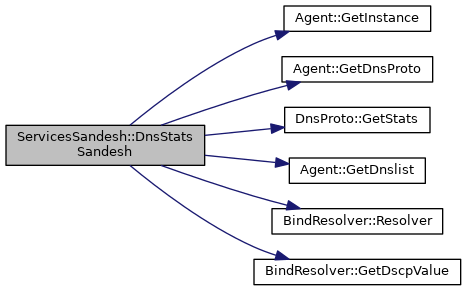 Agent::GetInstance
Agent::GetDnsProto
ServicesSandesh::DnsStats
Sandesh
DnsProto::GetStats
Agent::GetDnslist
BindResolver::Resolver
BindResolver::GetDscpValue